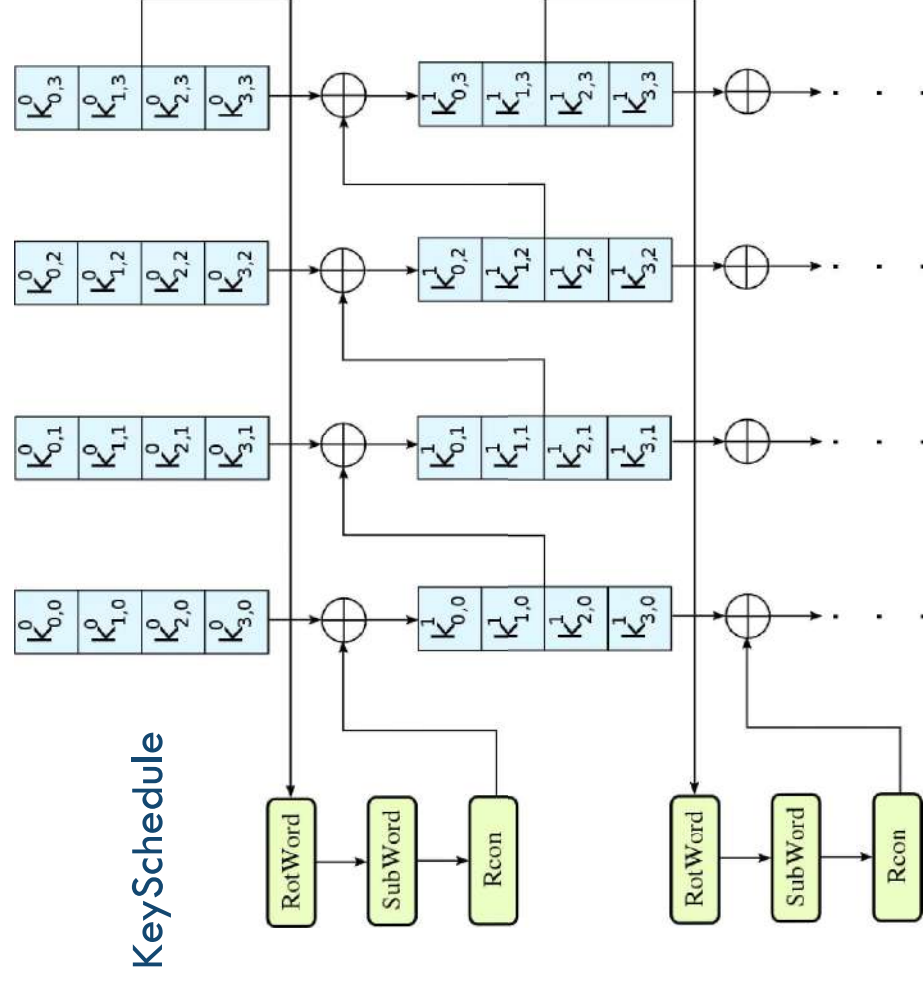 KeySchedule
k⁰₀,₀ k⁰₀,₁ k⁰₀,₂ k⁰₀,₃
k⁰₁,₀ k⁰₁,₁ k⁰₁,₂ k⁰₁,₃
k⁰₂,₀ k⁰₂,₁ k⁰₂,₂ k⁰₂,₃
k⁰₃,₀ k⁰₃,₁ k⁰₃,₂ k⁰₃,₃
RotWord
SubWord
Rcon
k¹₀,₀ k¹₀,₁ k¹₀,₂ k¹₀,₃
k¹₁,₀ k¹₁,₁ k¹₁,₂ k¹₁,₃
k¹₂,₀ k¹₂,₁ k¹₂,₂ k¹₂,₃
k¹₃,₀ k¹₃,₁ k¹₃,₂ k¹₃,₃
RotWord
SubWord
Rcon